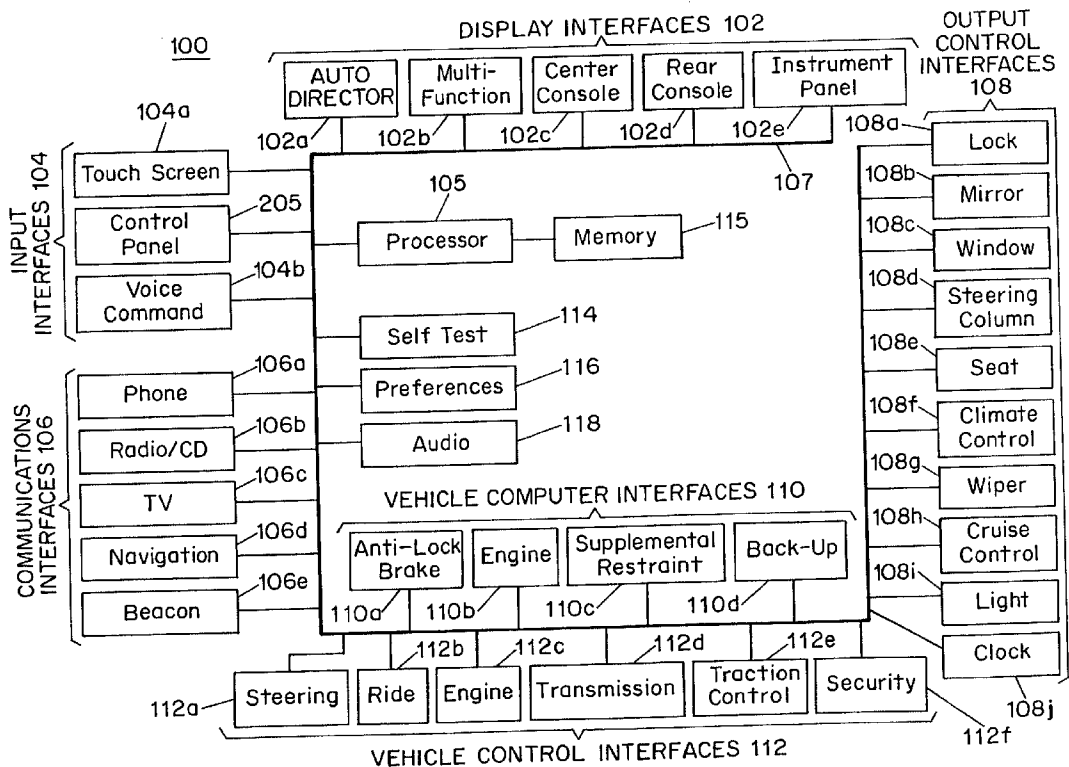 100
DISPLAY INTERFACES 102
AUTO
DIRECTOR
Multi-
Function
Center
Console
Rear
Console
Instrument
Panel
102a
102b
102c
102d
102e
107
OUTPUT
CONTROL
INTERFACES
108
INPUT
INTERFACES 104
104a
Touch Screen
205
Control
Panel
104b
Voice
Command
COMMUNICATIONS
INTERFACES 106
106a
Phone
106b
Radio/CD
106c
TV
106d
Navigation
106e
Beacon
105
Processor
Memory
115
Self Test
114
Preferences
116
Audio
118
VEHICLE COMPUTER INTERFACES 110
Anti-Lock
Brake
Engine
Supplemental
Restraint
Back-Up
110a
110b
110c
110d
108a
Lock
108b
Mirror
108c
Window
108d
Steering
Column
108e
Seat
108f
Climate
Control
108g
Wiper
108h
Cruise
Control
108i
Light
Clock
108j
112b
112c
112d
112e
112a
Steering
Ride
Engine
Transmission
Traction
Control
Security
112f
VEHICLE CONTROL INTERFACES 112